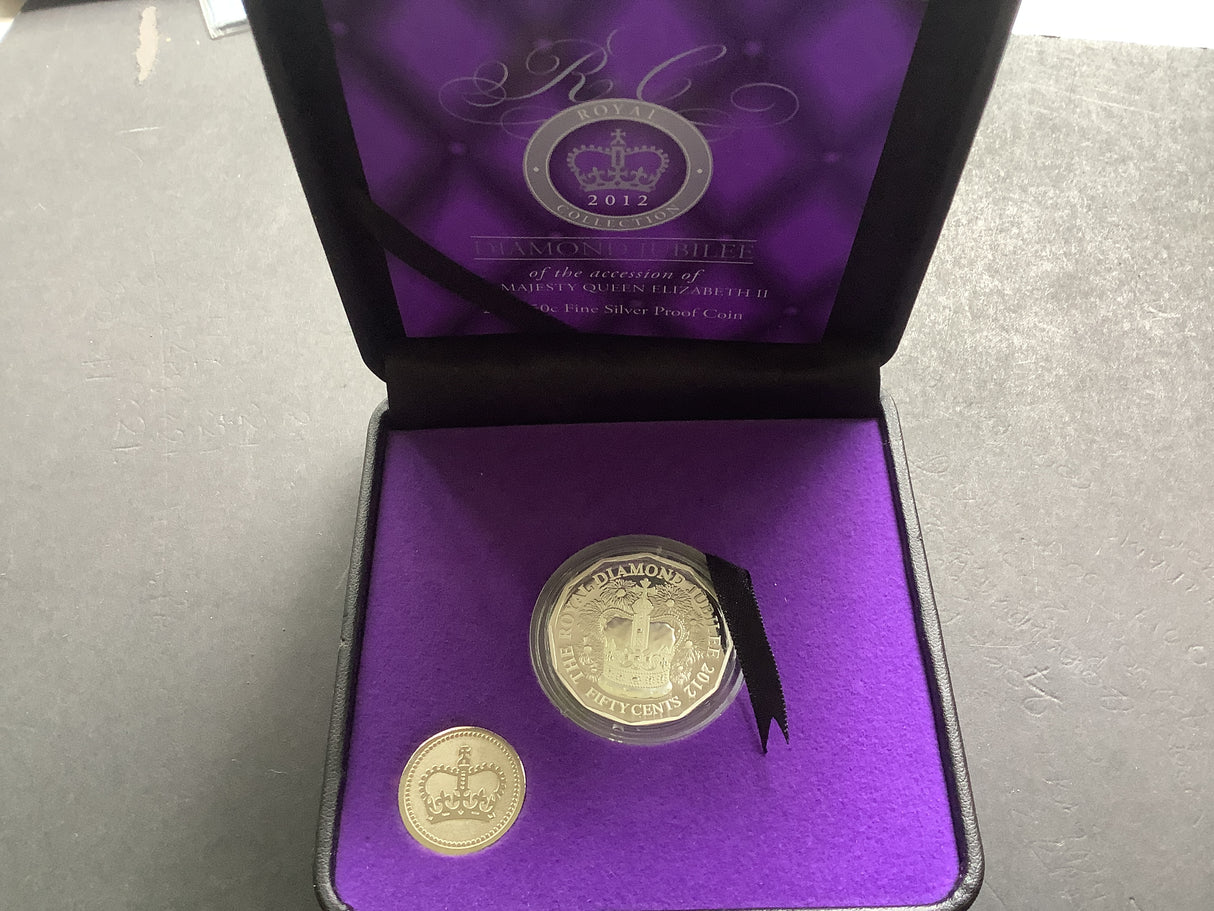 R C
ROYAL
2012
COLLECTION
DIAMOND JUBILEE
of the accession of
MAJESTY QUEEN ELIZABETH II
50c Fine Silver Proof Coin
THE ROYAL DIAMOND JUBILEE 2012
FIFTY CENTS